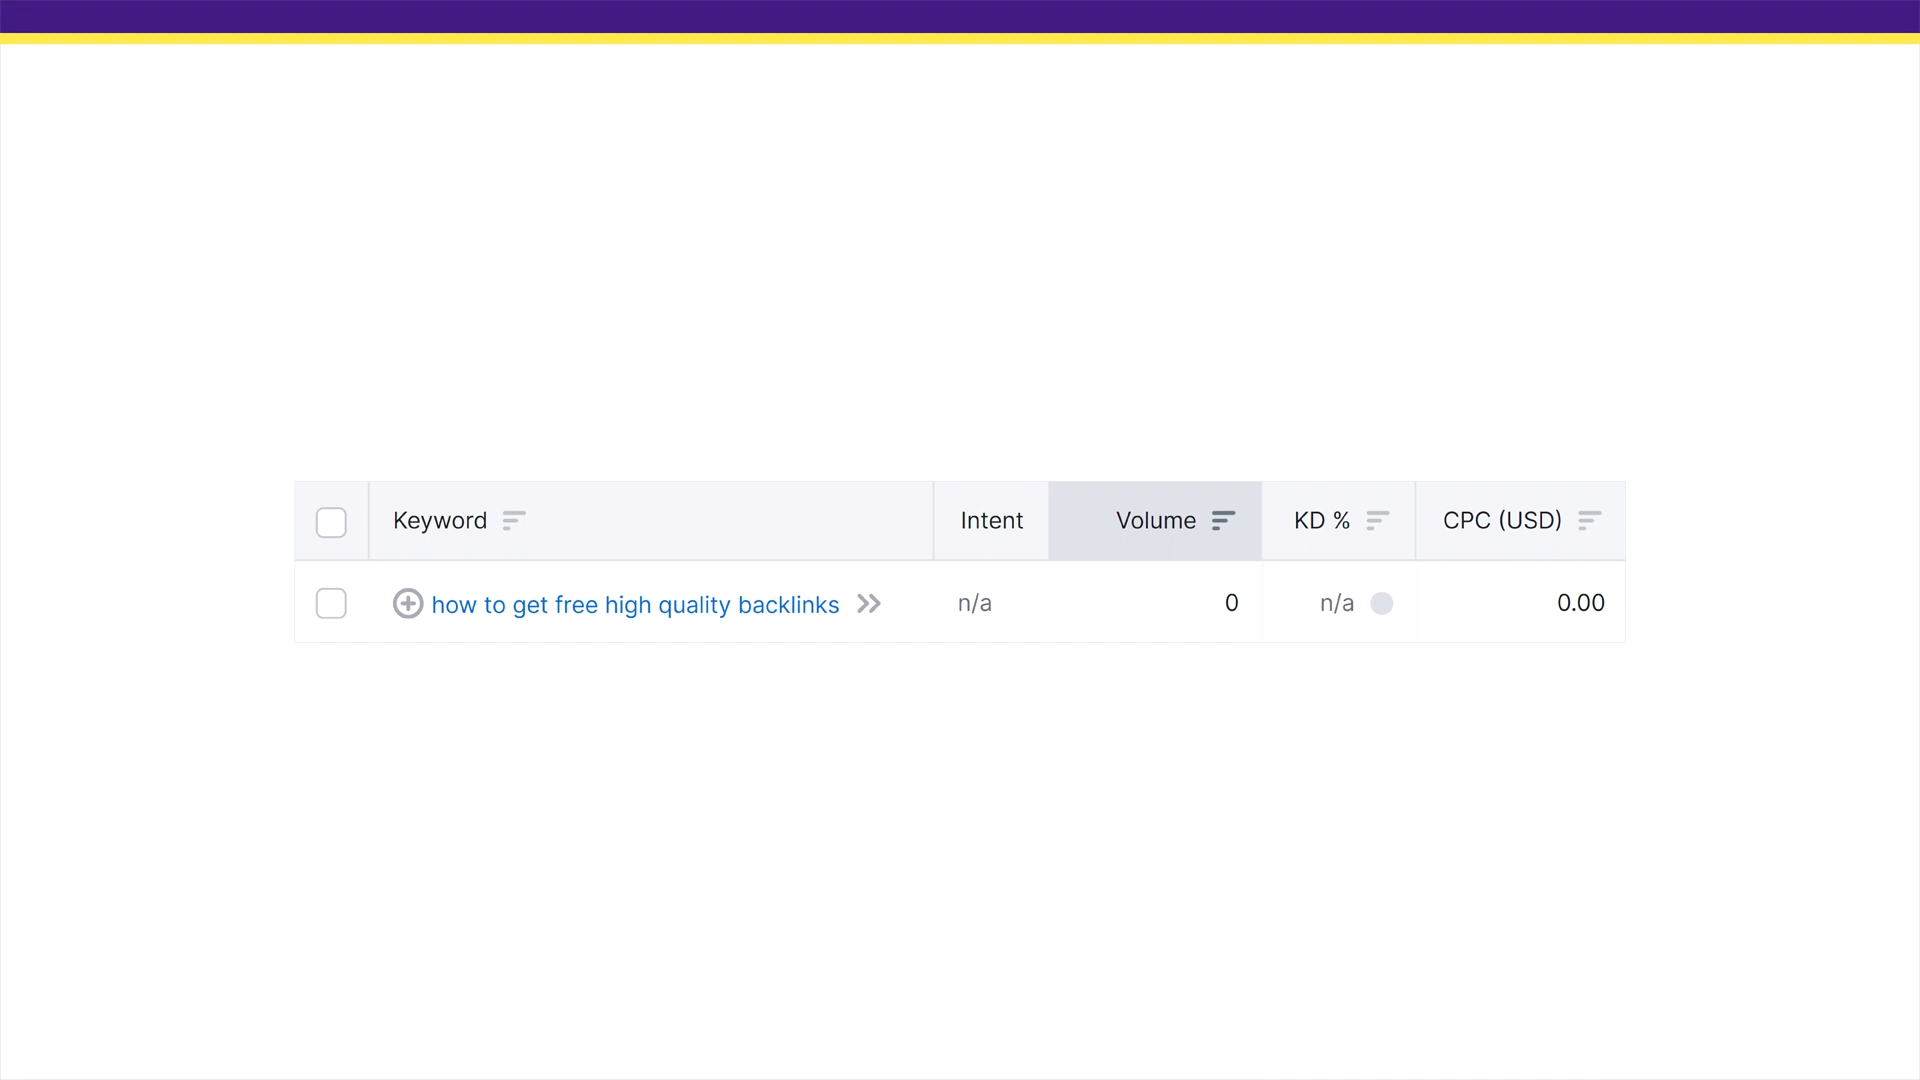 Keyword Intent Volume KD % CPC (USD)
how to get free high quality backlinks n/a 0 n/a 0.00